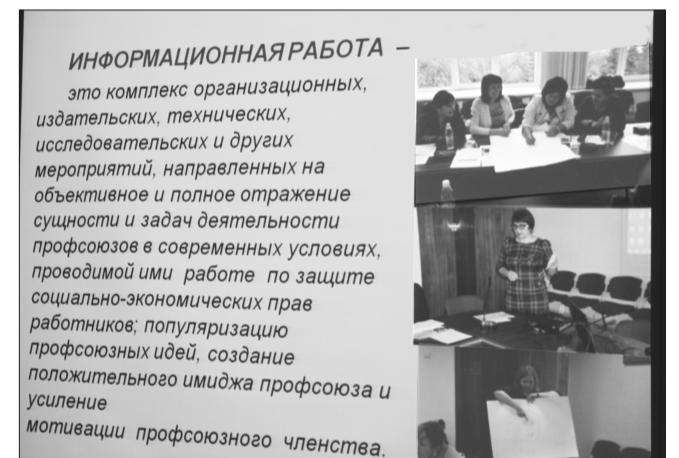 ИНФОРМАЦИОННАЯ РАБОТА –
это комплекс организационных,
издательских, технических,
исследовательских и других
мероприятий, направленных на
объективное и полное отражение
сущности и задач деятельности
профсоюзов в современных условиях,
проводимой ими работе по защите
социально-экономических прав
работников; популяризацию
профсоюзных идей, создание
положительного имиджа профсоюза и
усиление
мотивации профсоюзного членства.